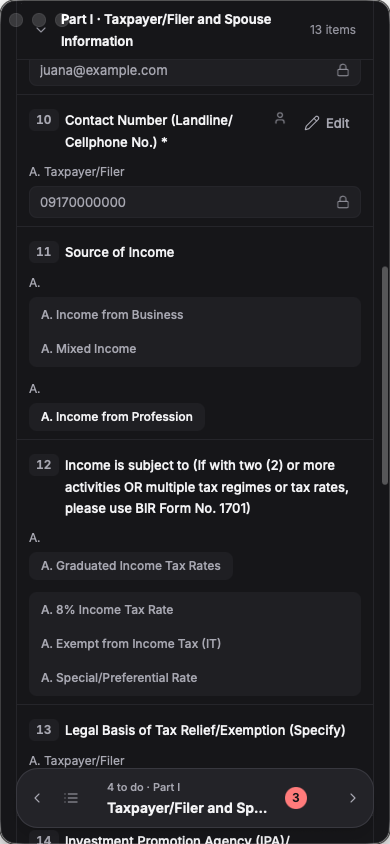 Part I · Taxpayer/Filer and Spouse
Information
13 items
juana@example.com
10
Contact Number (Landline/
Cellphone No.) *
Edit
A. Taxpayer/Filer
09170000000
11
Source of Income
A.
A. Income from Business
A. Mixed Income
A.
A. Income from Profession
12
Income is subject to (If with two (2) or more
activities OR multiple tax regimes or tax rates,
please use BIR Form No. 1701)
A.
A. Graduated Income Tax Rates
A. 8% Income Tax Rate
A. Exempt from Income Tax (IT)
A. Special/Preferential Rate
13
Legal Basis of Tax Relief/Exemption (Specify)
A. Taxpayer/Filer
4 to do · Part I
Taxpayer/Filer and Sp...
3
14
Investment Promotion Agency (IPA)/